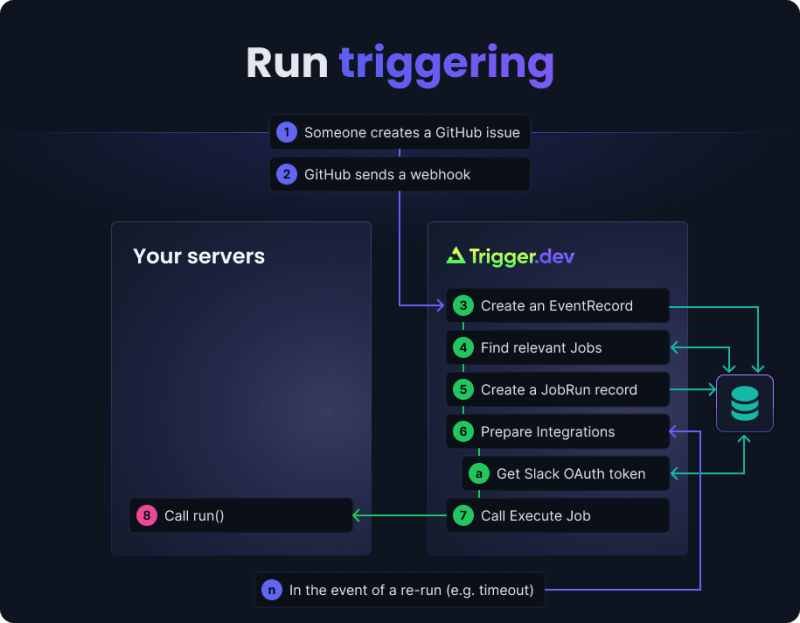 Run triggering
1 Someone creates a GitHub issue
2 GitHub sends a webhook
Your servers
Trigger.dev
3 Create an EventRecord
4 Find relevant Jobs
5 Create a JobRun record
6 Prepare Integrations
a Get Slack OAuth token
8 Call run()
7 Call Execute Job
n In the event of a re-run (e.g. timeout)